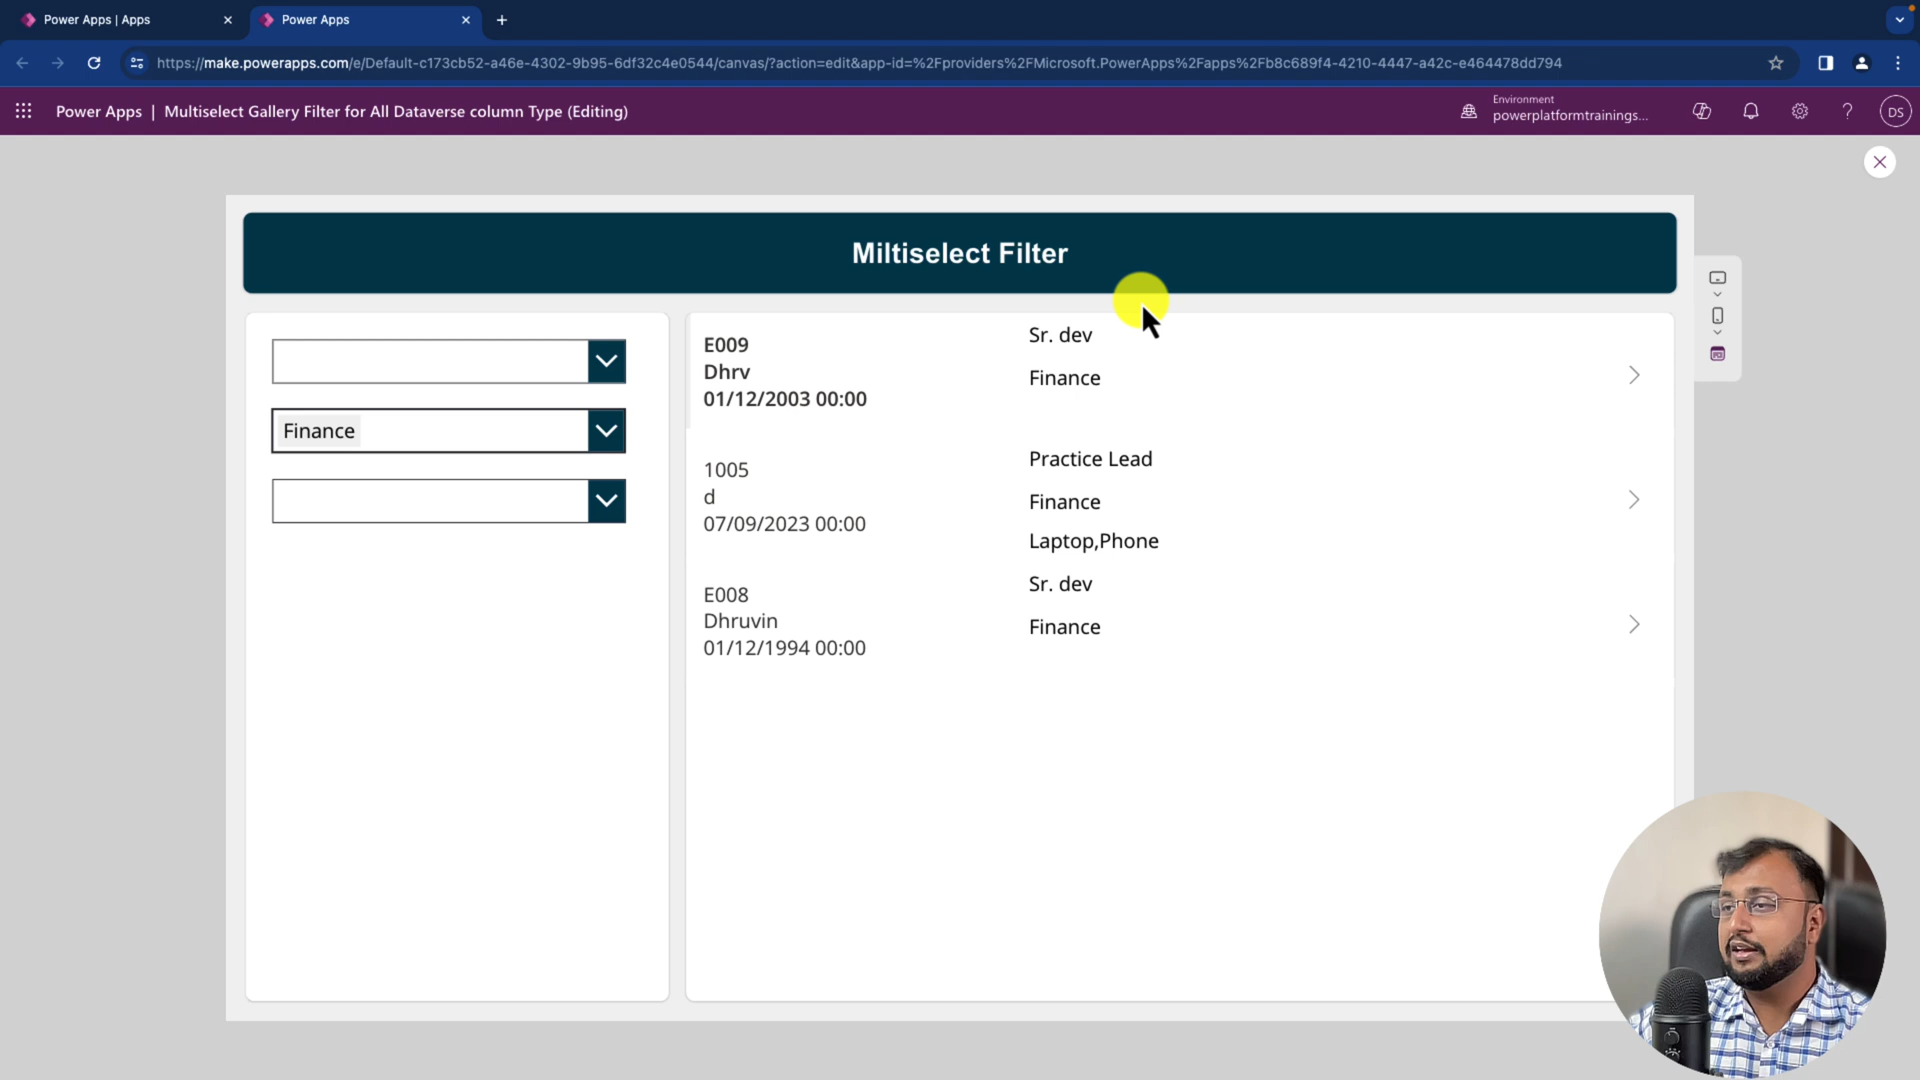 Power Apps | Apps
Power Apps
https://make.powerapps.com/e/Default-c173cb52-a46e-4302-9b95-6df32c4e0544/canvas/?action=edit&app-id=%2Fproviders%2FMicrosoft.PowerApps%2Fapps%2Fb8c689f4-4210-4447-a42c-e464478dd794
Power Apps | Multiselect Gallery Filter for All Dataverse column Type (Editing)
Environment
powerplatformtrainings...
DS
Miltiselect Filter
Finance
E009
Dhrv
01/12/2003 00:00
Sr. dev
Finance
1005
d
07/09/2023 00:00
Practice Lead
Finance
Laptop,Phone
E008
Dhruvin
01/12/1994 00:00
Sr. dev
Finance